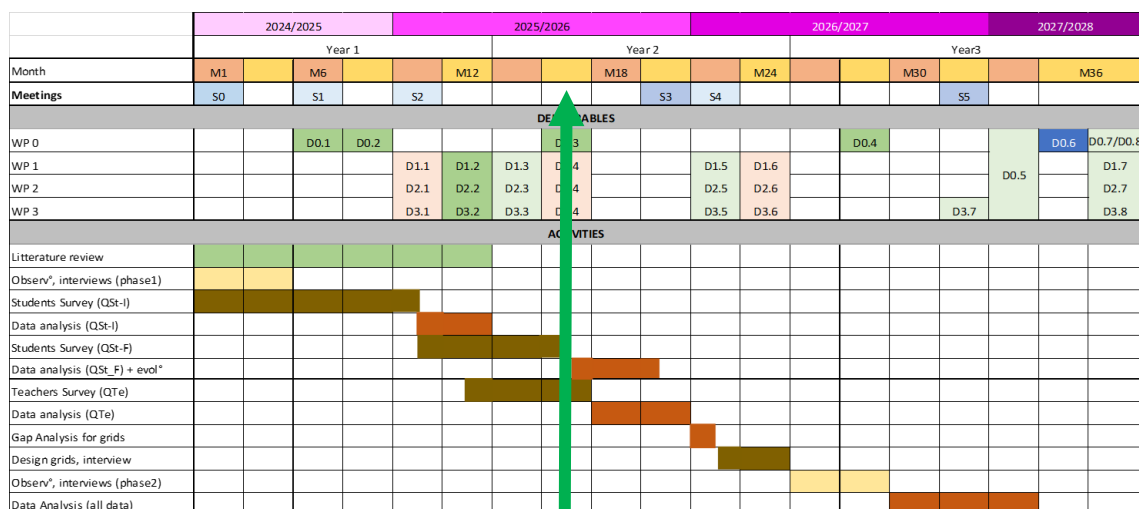 2024/2025 2025/2026 2026/2027 2027/2028
Year 1 Year 2 Year3
Month M1 M6 M12 M18 M24 M30 M36
Meetings S0 S1 S2 S3 S4 S5
WP 0 D0.1 D0.2 D0.4 D0.6 D0.7/D0.8
WP 1 D1.1 D1.2 D1.3 D1.5 D1.6 D1.7
D0.5
WP 2 D2.1 D2.2 D2.3 D2.5 D2.6 D2.7
WP 3 D3.1 D3.2 D3.3 D3.5 D3.6 D3.7 D3.8
Litterature review
Observ°, interviews (phase1)
Students Survey (QSt-I)
Data analysis (QSt-I)
Students Survey (QSt-F)
Data analysis (QSt_F) + evol°
Teachers Survey (QTe)
Data analysis (QTe)
Gap Analysis for grids
Design grids, interview
Observ°, interviews (phase2)
Data Analysis (all data)